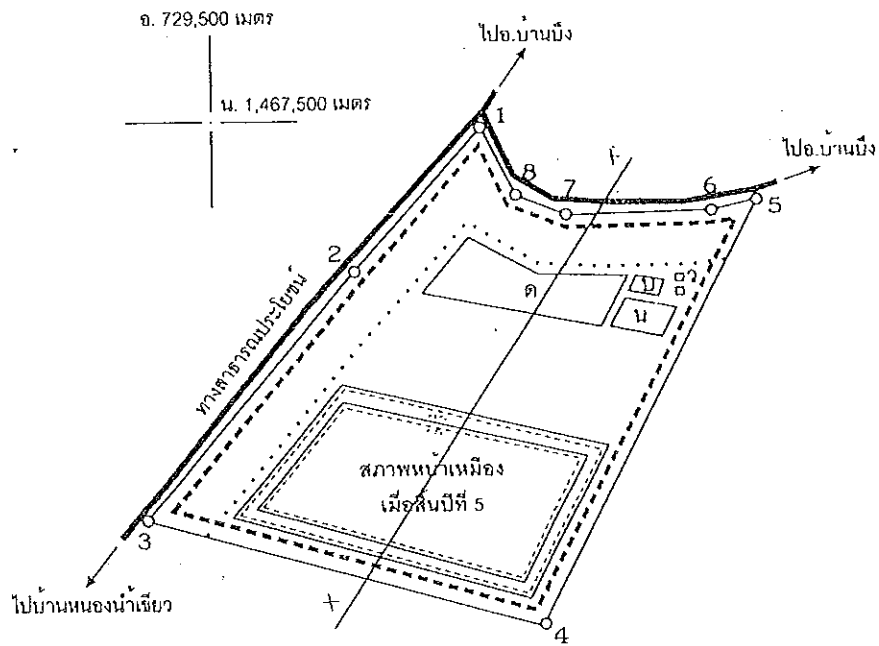 อ. 729,500 เมตร
น. 1,467,500 เมตร
ไปอ.บ้านบึง
1
8
7
6
5
ไปอ.บ้านบึง
2
ทางสาธารณประโยชน์
ด
บ
ว
น
สภาพหน้าเหมือง
เมื่อสิ้นปีที่ 5
3
ไปบ้านหนองน้ำเขียว
4